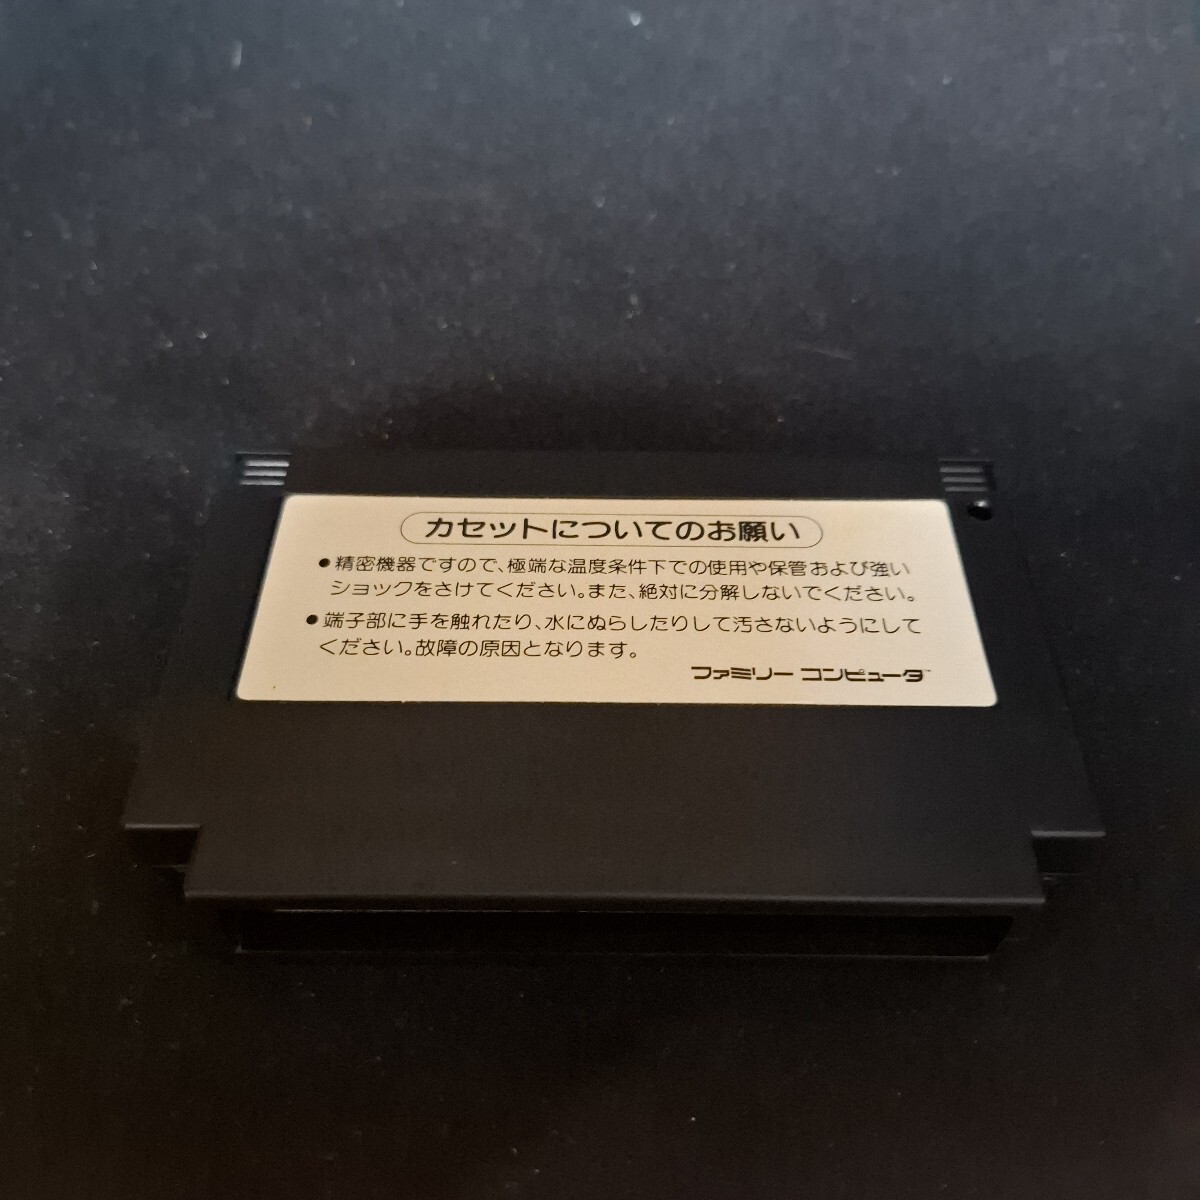 カセットについてのお願い
●精密機器ですので、極端な温度条件下での使用や保管および強い
ショックをさけてください。また、絶対に分解しないでください。
●端子部に手を触れたり、水にぬらしたりして汚さないようにして
ください。故障の原因となります。
ファミリー コンピュータ™